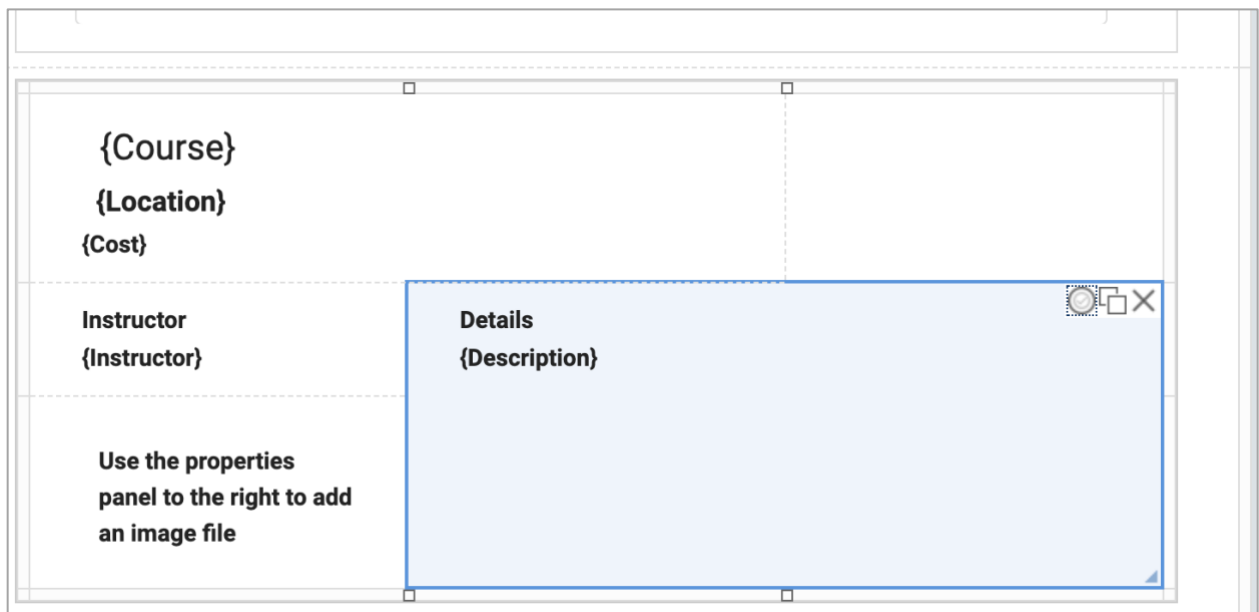 {Course}
{Location}
{Cost}
Instructor
{Instructor}
Details
{Description}
Use the properties
panel to the right to add
an image file